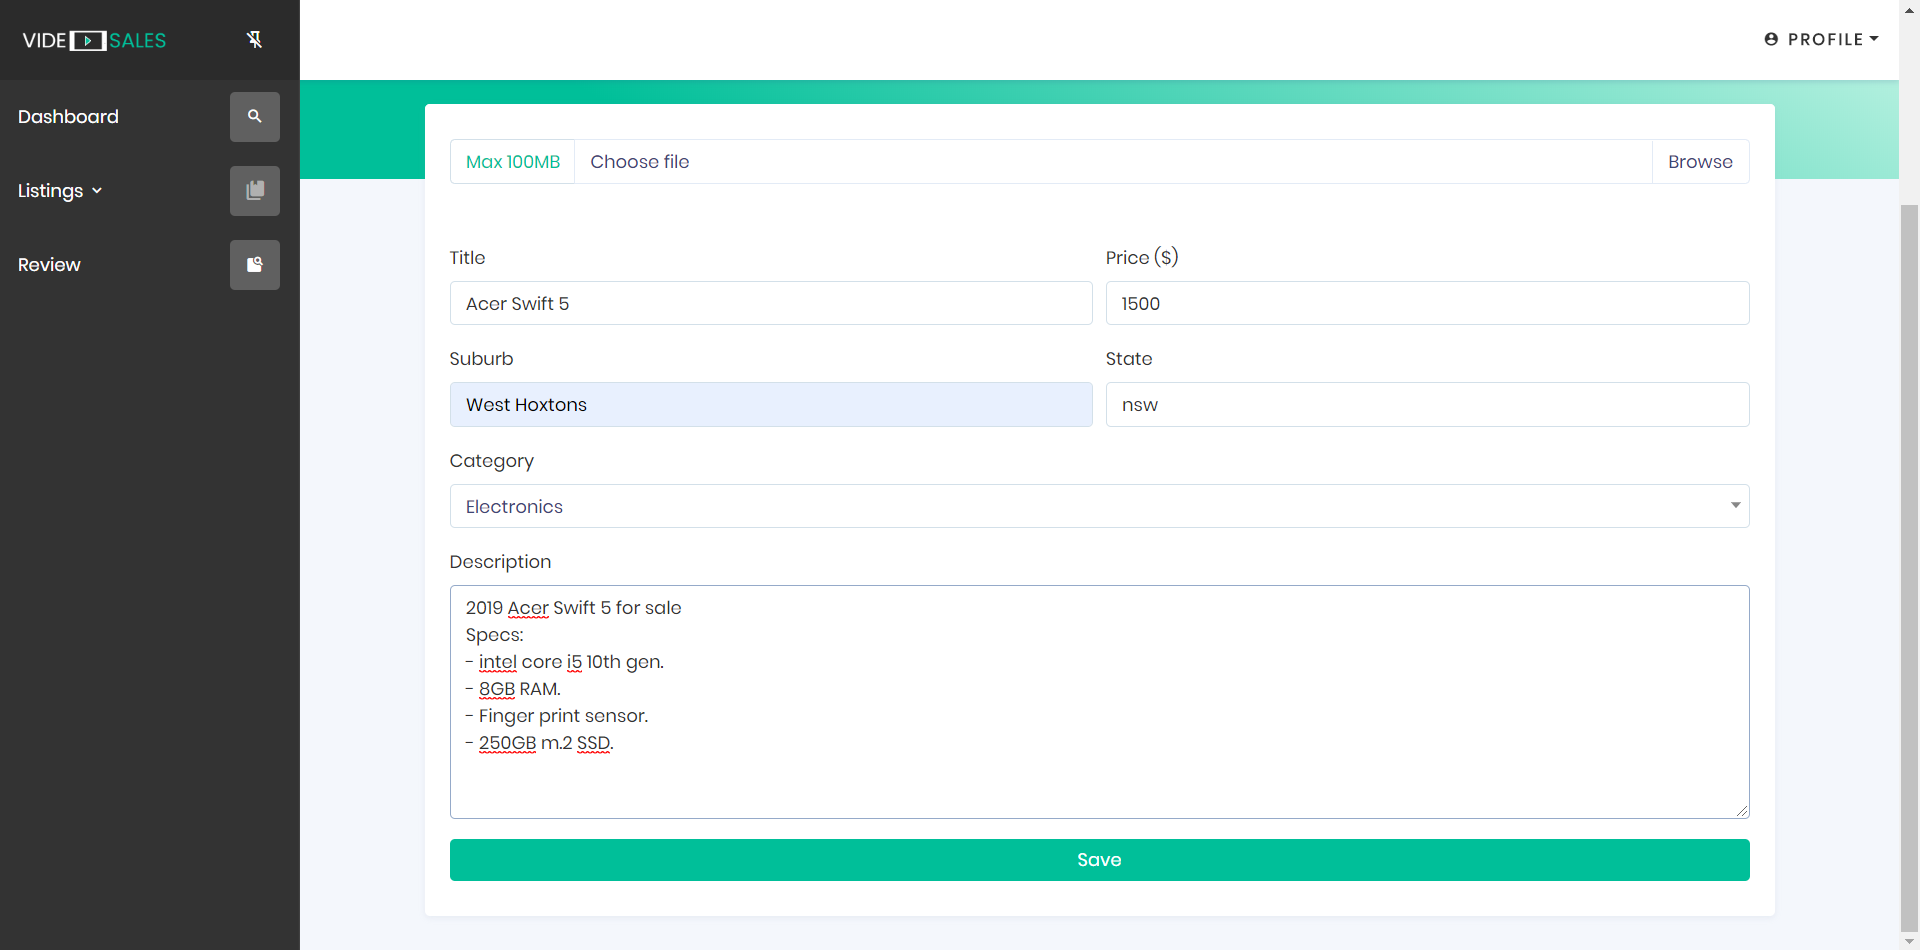 VIDE SALES
PROFILE
Dashboard
Listings
Review
Max 100MB Choose file Browse
Title Price ($)
Acer Swift 5 1500
Suburb State
West Hoxtons nsw
Category
Electronics
Description
2019 Acer Swift 5 for sale
Specs:
- intel core i5 10th gen.
- 8GB RAM.
- Finger print sensor.
- 250GB m.2 SSD.
Save